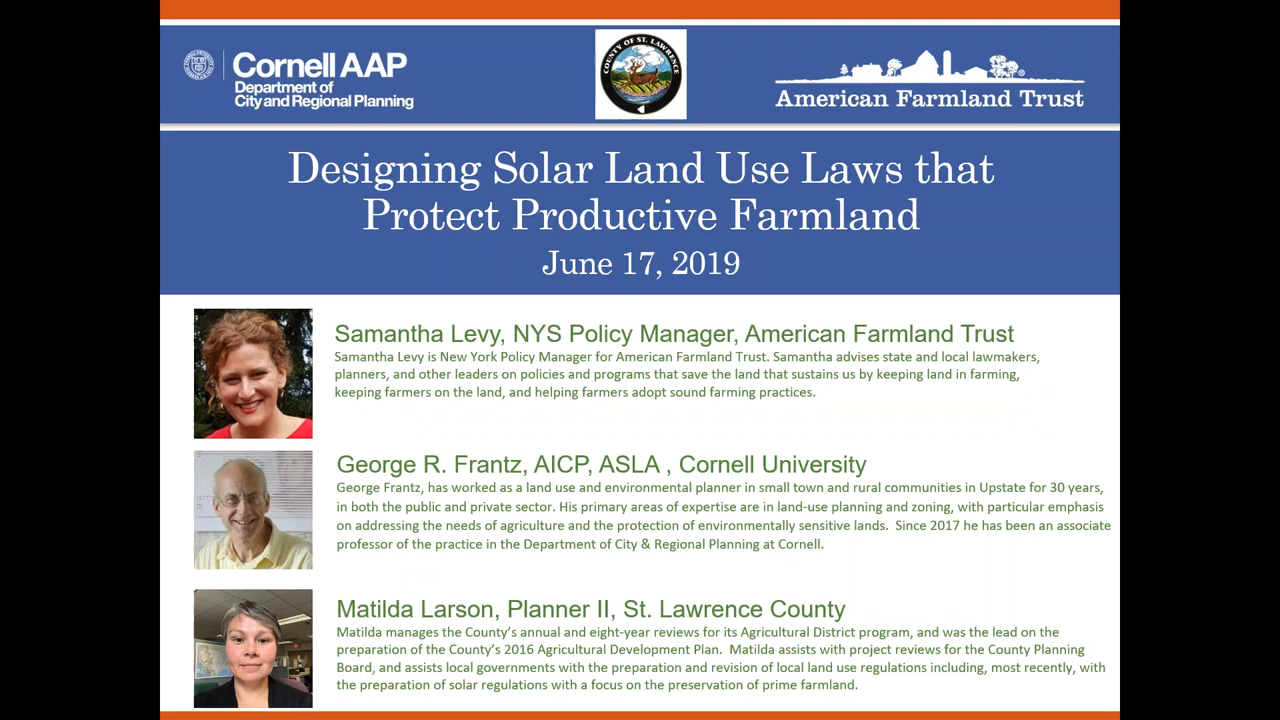 Cornell AAP
Department of
City and Regional Planning
COUNTY OF ST. LAWRENCE
American Farmland Trust
Designing Solar Land Use Laws that
Protect Productive Farmland
June 17, 2019
Samantha Levy, NYS Policy Manager, American Farmland Trust
Samantha Levy is New York Policy Manager for American Farmland Trust. Samantha advises state and local lawmakers,
planners, and other leaders on policies and programs that save the land that sustains us by keeping land in farming,
keeping farmers on the land, and helping farmers adopt sound farming practices.
George R. Frantz, AICP, ASLA , Cornell University
George Frantz, has worked as a land use and environmental planner in small town and rural communities in Upstate for 30 years,
in both the public and private sector. His primary areas of expertise are in land-use planning and zoning, with particular emphasis
on addressing the needs of agriculture and the protection of environmentally sensitive lands. Since 2017 he has been an associate
professor of the practice in the Department of City & Regional Planning at Cornell.
Matilda Larson, Planner II, St. Lawrence County
Matilda manages the County's annual and eight-year reviews for its Agricultural District program, and was the lead on the
preparation of the County's 2016 Agricultural Development Plan. Matilda assists with project reviews for the County Planning
Board, and assists local governments with the preparation and revision of local land use regulations including, most recently, with
the preparation of solar regulations with a focus on the preservation of prime farmland.